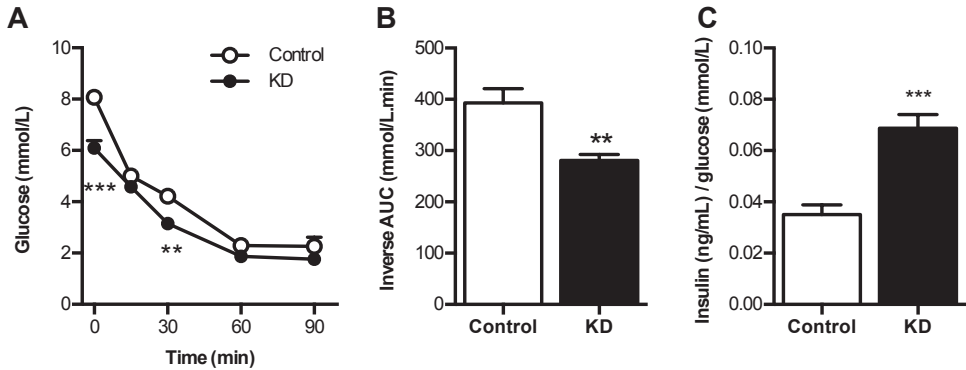 A
Glucose (mmol/L)
10
8
6
4
2
0
Control
KD
***
**
0
30
60
90
Time (min)
B
Inverse AUC (mmol/L.min)
500
400
300
200
100
0
**
Control
KD
C
Insulin (ng/mL) / glucose (mmol/L)
0.10
0.08
0.06
0.04
0.02
0.00
***
Control
KD